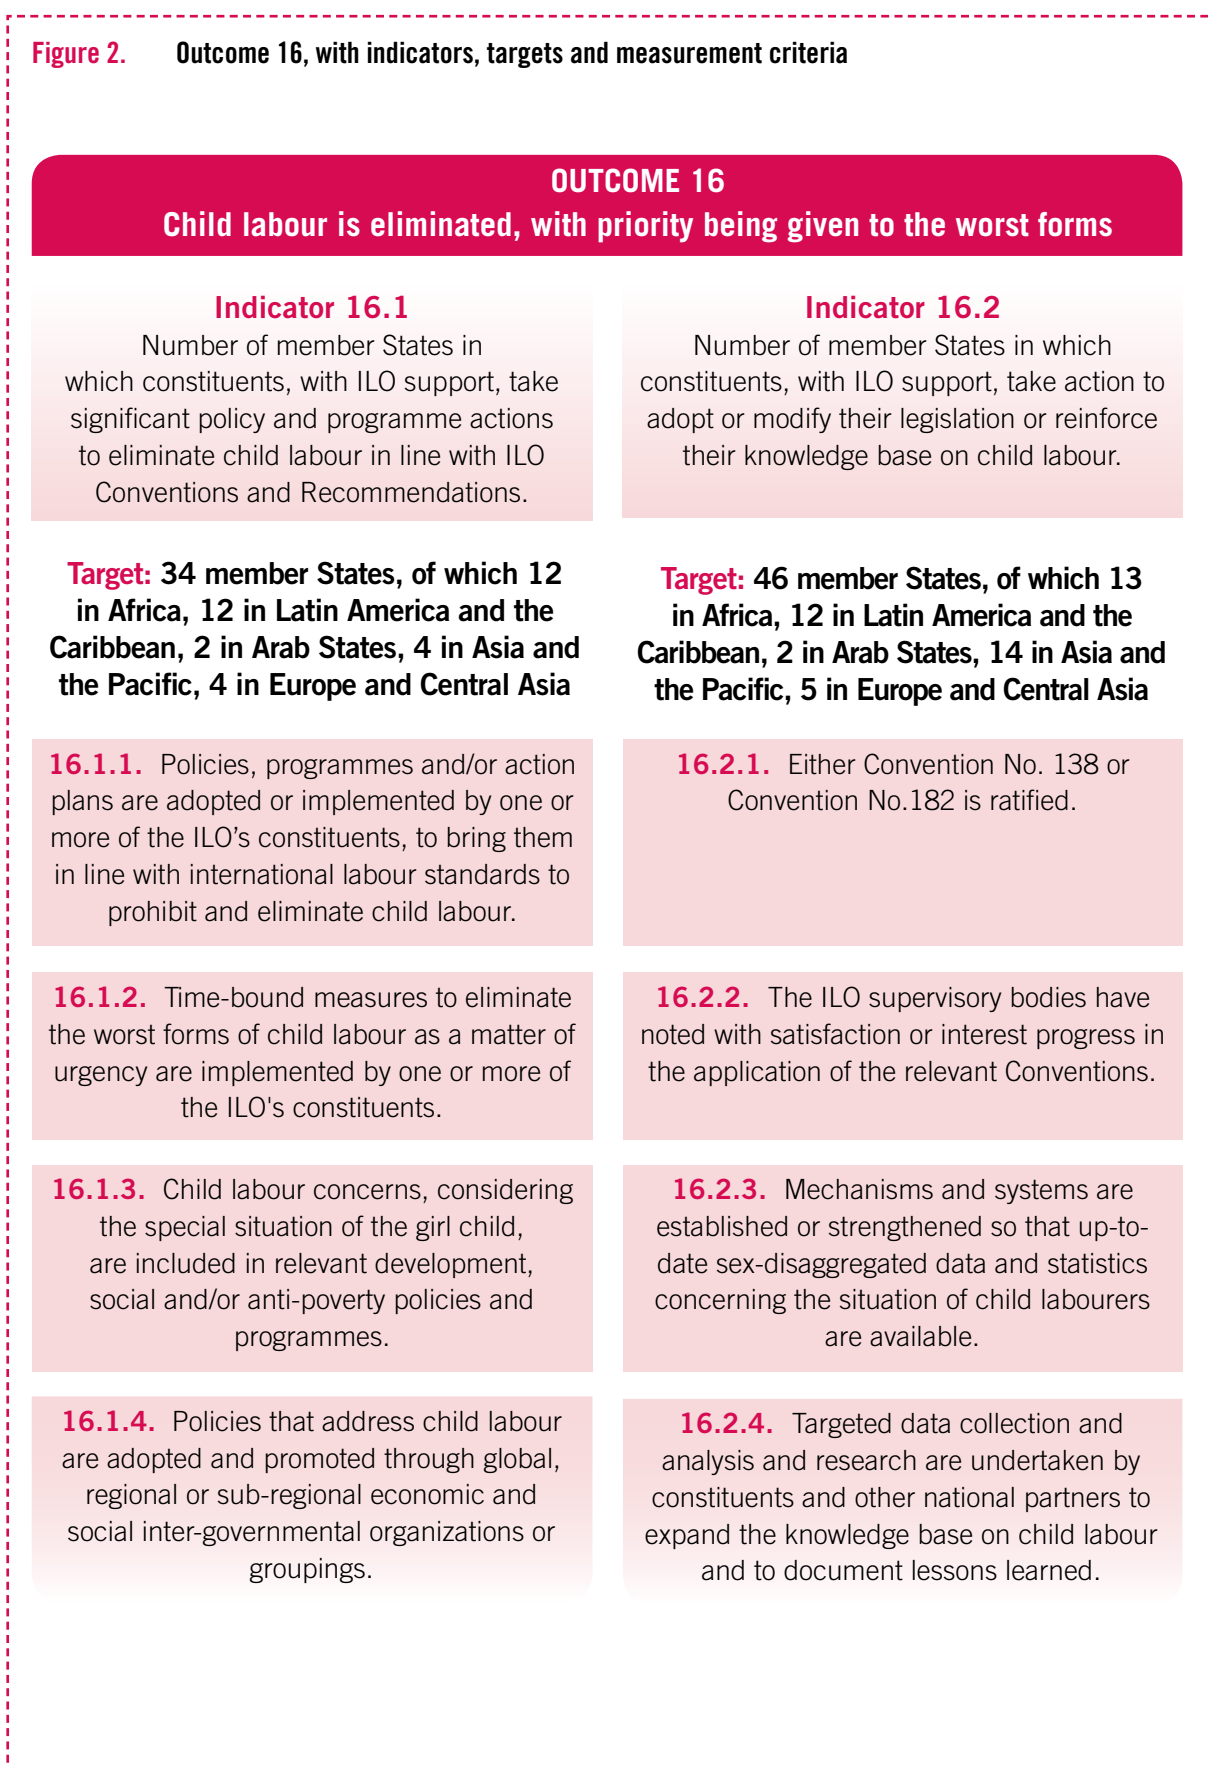 Figure 2. Outcome 16, with indicators, targets and measurement criteria
OUTCOME 16
Child labour is eliminated, with priority being given to the worst forms
Indicator 16.1
Number of member States in
which constituents, with ILO support, take
significant policy and programme actions
to eliminate child labour in line with ILO
Conventions and Recommendations.
Target: 34 member States, of which 12
in Africa, 12 in Latin America and the
Caribbean, 2 in Arab States, 4 in Asia and
the Pacific, 4 in Europe and Central Asia
16.1.1. Policies, programmes and/or action
plans are adopted or implemented by one or
more of the ILO’s constituents, to bring them
in line with international labour standards to
prohibit and eliminate child labour.
16.1.2. Time-bound measures to eliminate
the worst forms of child labour as a matter of
urgency are implemented by one or more of
the ILO's constituents.
16.1.3. Child labour concerns, considering
the special situation of the girl child,
are included in relevant development,
social and/or anti-poverty policies and
programmes.
16.1.4. Policies that address child labour
are adopted and promoted through global,
regional or sub-regional economic and
social inter-governmental organizations or
groupings.
Indicator 16.2
Number of member States in which
constituents, with ILO support, take action to
adopt or modify their legislation or reinforce
their knowledge base on child labour.
Target: 46 member States, of which 13
in Africa, 12 in Latin America and the
Caribbean, 2 in Arab States, 14 in Asia and
the Pacific, 5 in Europe and Central Asia
16.2.1. Either Convention No. 138 or
Convention No.182 is ratified.
16.2.2. The ILO supervisory bodies have
noted with satisfaction or interest progress in
the application of the relevant Conventions.
16.2.3. Mechanisms and systems are
established or strengthened so that up-to-
date sex-disaggregated data and statistics
concerning the situation of child labourers
are available.
16.2.4. Targeted data collection and
analysis and research are undertaken by
constituents and other national partners to
expand the knowledge base on child labour
and to document lessons learned.